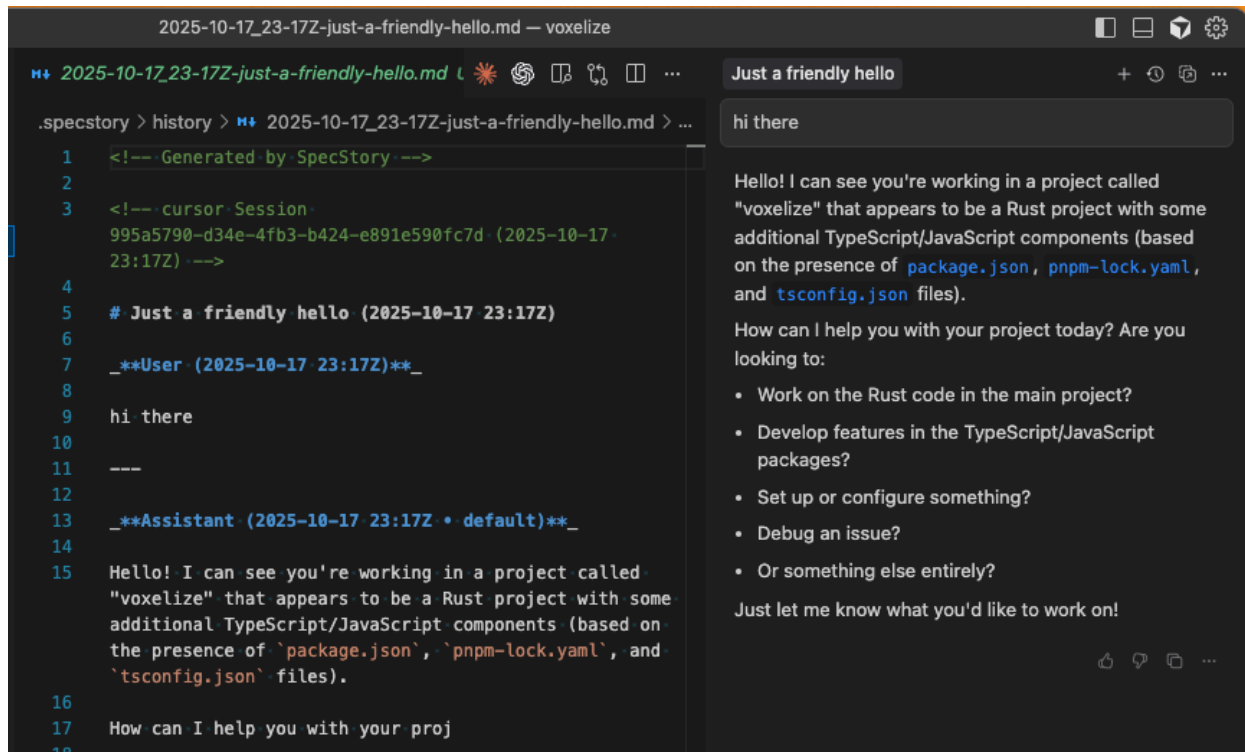 2025-10-17_23-17Z-just-a-friendly-hello.md — voxelize
2025-10-17_23-17Z-just-a-friendly-hello.md
.specstory > history > 2025-10-17_23-17Z-just-a-friendly-hello.md > ...
1 <!-- Generated by SpecStory -->
2
3 <!-- cursor Session
995a5790-d34e-4fb3-b424-e891e590fc7d (2025-10-17
23:17Z) -->
4
5 # Just a friendly hello (2025-10-17 23:17Z)
6
7 _**User (2025-10-17 23:17Z)**_
8
9 hi there
10
11 ---
12
13 _**Assistant (2025-10-17 23:17Z • default)**_
14
15 Hello! I can see you're working in a project called
"voxelize" that appears to be a Rust project with some
additional TypeScript/JavaScript components (based on
the presence of `package.json`, `pnpm-lock.yaml`, and
`tsconfig.json` files).
16
17 How can I help you with your proj
Just a friendly hello
hi there
Hello! I can see you're working in a project called
"voxelize" that appears to be a Rust project with some
additional TypeScript/JavaScript components (based
on the presence of package.json, pnpm-lock.yaml,
and tsconfig.json files).
How can I help you with your project today? Are you
looking to:
• Work on the Rust code in the main project?
• Develop features in the TypeScript/JavaScript
packages?
• Set up or configure something?
• Debug an issue?
• Or something else entirely?
Just let me know what you'd like to work on!